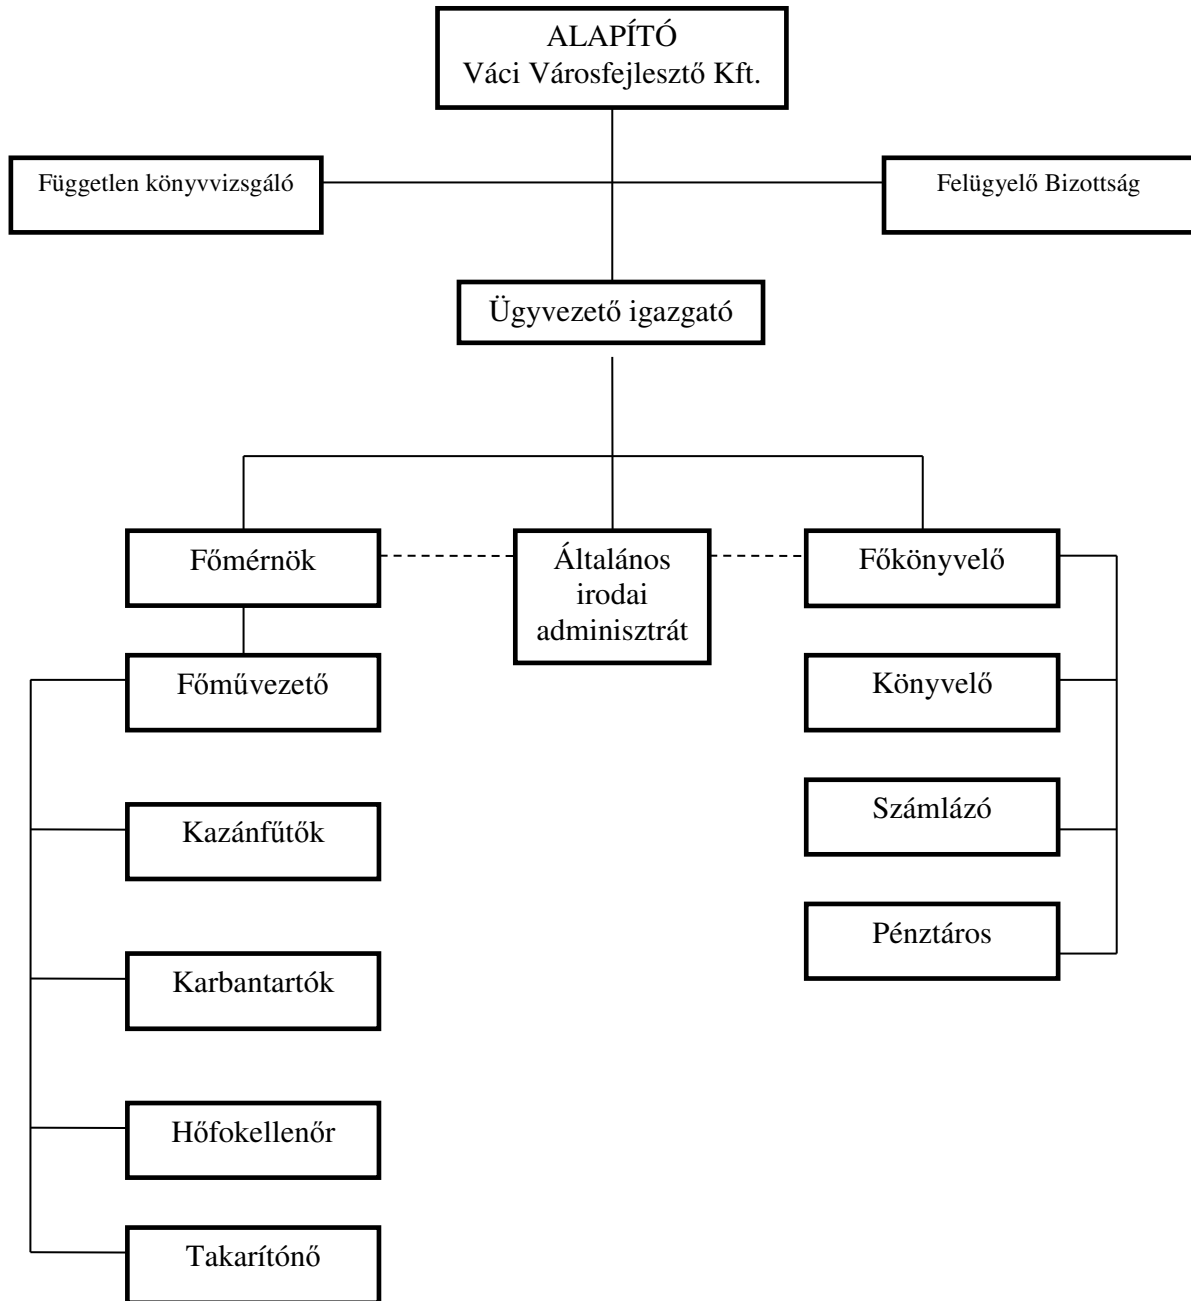 ALAPÍTÓ
Váci Városfejlesztő Kft.
Független könyvvizsgáló
Felügyelő Bizottság
Ügyvezető igazgató
Főmérnök
Általános
irodai
adminisztrát
Főkönyvelő
Főművezető
Könyvelő
Kazánfűtők
Számlázó
Pénztáros
Karbantartók
Hőfokellenőr
Takarítónő